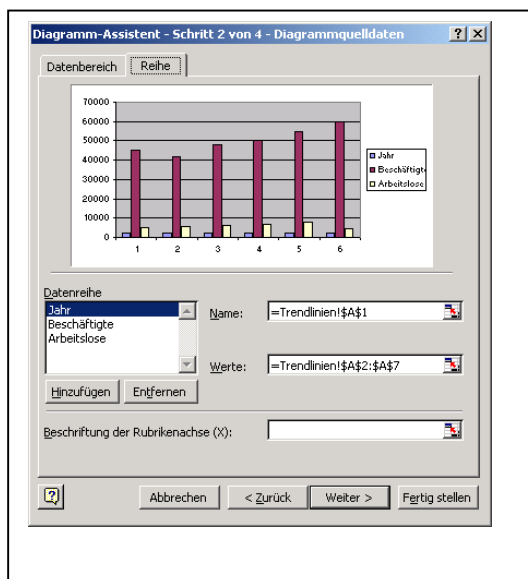 Diagramm-Assistent - Schritt 2 von 4 - Diagrammquelldaten
Datenbereich Reihe
70000
60000
50000
40000
30000
20000
10000
0
1 2 3 4 5 6
Jahr
Beschäftigte
Arbeitslose
Datenreihe
Jahr
Beschäftigte
Arbeitslose
Name: =Trendlinien!$A$1
Werte: =Trendlinien!$A$2:$A$7
Hinzufügen Entfernen
Beschriftung der Rubrikenachse (X):
Abbrechen < Zurück Weiter > Fertig stellen